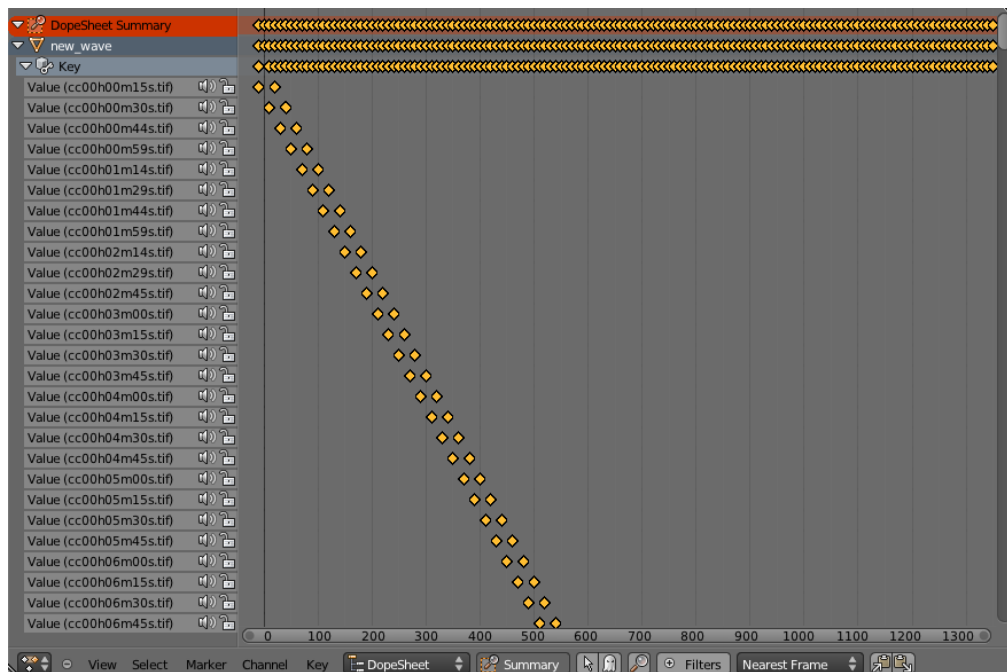 DopeSheet Summary
new_wave
Key
Value (cc00h00m15s.tif)
Value (cc00h00m30s.tif)
Value (cc00h00m44s.tif)
Value (cc00h00m59s.tif)
Value (cc00h01m14s.tif)
Value (cc00h01m29s.tif)
Value (cc00h01m44s.tif)
Value (cc00h01m59s.tif)
Value (cc00h02m14s.tif)
Value (cc00h02m29s.tif)
Value (cc00h02m45s.tif)
Value (cc00h03m00s.tif)
Value (cc00h03m15s.tif)
Value (cc00h03m30s.tif)
Value (cc00h03m45s.tif)
Value (cc00h04m00s.tif)
Value (cc00h04m15s.tif)
Value (cc00h04m30s.tif)
Value (cc00h04m45s.tif)
Value (cc00h05m00s.tif)
Value (cc00h05m15s.tif)
Value (cc00h05m30s.tif)
Value (cc00h05m45s.tif)
Value (cc00h06m00s.tif)
Value (cc00h06m15s.tif)
Value (cc00h06m30s.tif)
Value (cc00h06m45s.tif)
0 100 200 300 400 500 600 700 800 900 1000 1100 1200 1300
View Select Marker Channel Key DopeSheet Summary Filters Nearest Frame